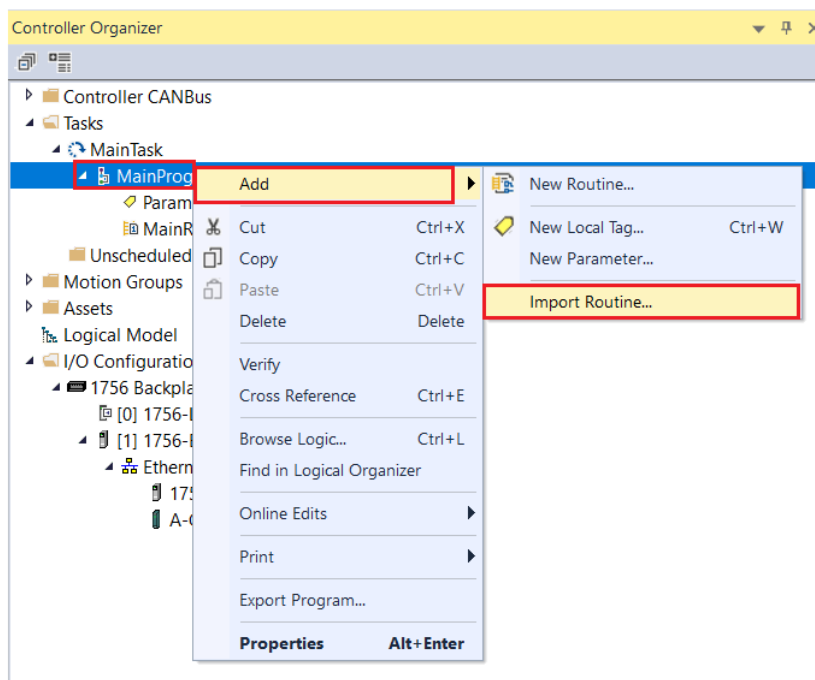 Controller Organizer
Controller CANBus
Tasks
MainTask
MainProg
Param
MainR
Unscheduled
Motion Groups
Assets
Logical Model
I/O Configuratio
1756 Backpla
[0] 1756-
[1] 1756-
Ethern
175
A-
Add
Cut Ctrl+X
Copy Ctrl+C
Paste Ctrl+V
Delete Delete
Verify
Cross Reference Ctrl+E
Browse Logic... Ctrl+L
Find in Logical Organizer
Online Edits
Print
Export Program...
Properties Alt+Enter
New Routine...
New Local Tag... Ctrl+W
New Parameter...
Import Routine...